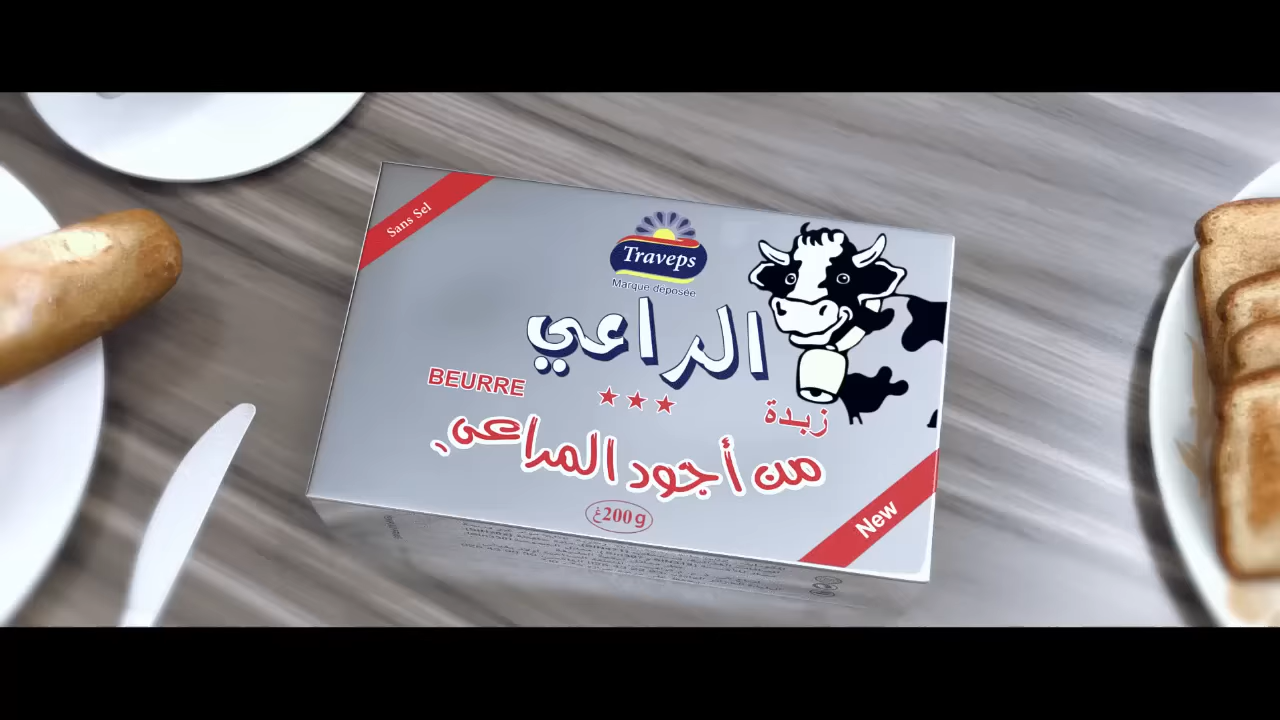 Sans Sel
Traveps
Marque déposée
الراعي
BEURRE
زبدة
من أجود المراعي
200g غ
New